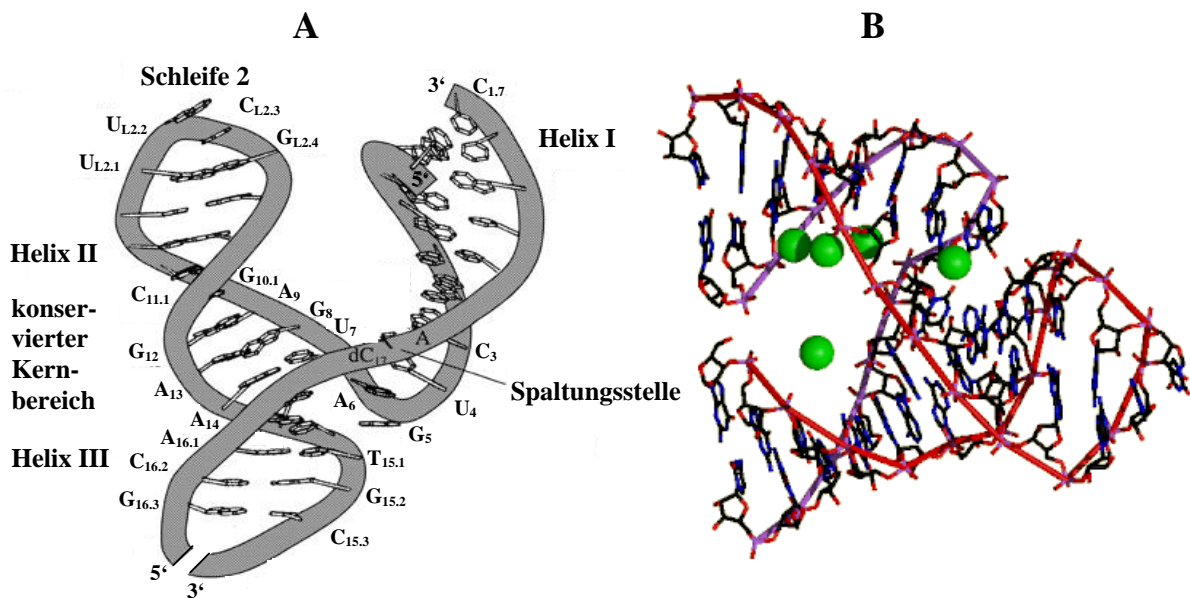 A
B
Schleife 2
3‘
C1.7
CL2.3
UL2.2
GL2.4
Helix I
UL2.1
5‘
Helix II
G10.1
C11.1
A9
konser-
vierter
Kern-
bereich
G8
U7
A
C3
G12
dC17
Spaltungsstelle
A13
A6
U4
A14
G5
A16.1
Helix III
T15.1
C16.2
G15.2
G16.3
C15.3
5‘
3‘